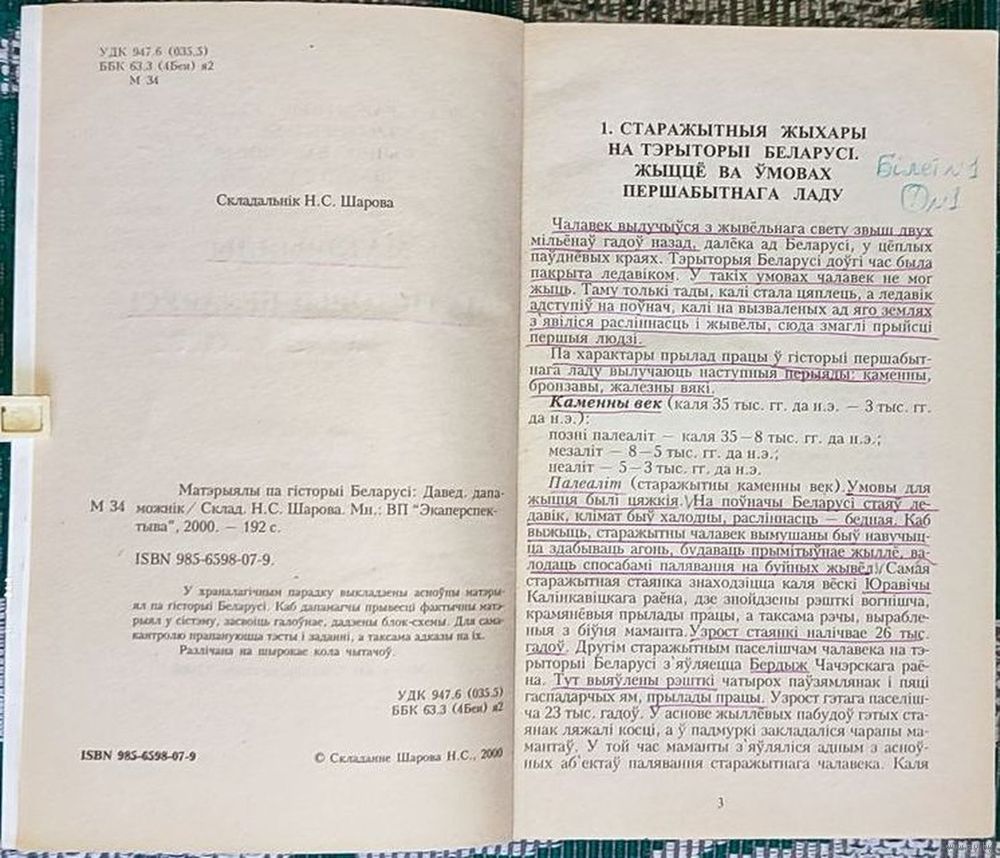 УДК 947.6 (035.5)
ББК 63.3 (4Беи) я2
М 34
Складальнік Н.С. Шарова
Матэрыялы па гісторыі Беларусі: Давед. дапа-
М 34 можнік / Склад. Н.С. Шарова. Мн.: ВП "Экаперспек-
тыва", 2000. — 192 с.
ISBN 985-6598-07-9.
У храналагічным парадку выкладзены асноўны матэры-
ял па гісторыі Беларусі. Каб дапамагчы прывесці фактычны матэ-
рыял у сістэму, засвоіць галоўнае, дадзены блок-схемы. Для сама-
кантролю прапануюцца тэсты і заданні, а таксама адказы на іх.
Разлічана на шырокае кола чытачоў.
УДК 947.6 (035.5)
ББК 63.3 (4Беи) я2
ISBN 985-6598-07-9
© Складанне Шарова Н.С., 2000
1. СТАРАЖЫТНЫЯ ЖЫХАРЫ
НА ТЭРЫТОРЫІ БЕЛАРУСІ.
ЖЫЦЦЁ ВА ЎМОВАХ
ПЕРШАБЫТНАГА ЛАДУ
Білет №1
№1
Чалавек вылучыўся з жывёльнага свету звыш двух
мільёнаў гадоў назад, далёка ад Беларусі, у цёплых
паўднёвых краях. Тэрыторыя Беларусі доўгі час была
пакрыта ледавіком. У такіх умовах чалавек не мог
жыць. Таму толькі тады, калі стала цяплець, а ледавік
адступіў на поўнач, калі на вызваленых ад яго землях
з'явіліся расліннасць і жывёлы, сюда змаглі прыйсці
першыя людзі.
Па характары прылад працы ў гісторыі першабыт-
нага ладу вылучаюць наступныя перыяды: каменны,
бронзавы, жалезны вякі.
Каменны век (каля 35 тыс. гг. да н.э. — 3 тыс. гг.
да н.э.):
позні палеаліт — каля 35—8 тыс. гг. да н.э.;
мезаліт — 8—5 тыс. гг. да н.э.;
неаліт — 5—3 тыс. гг. да н.э.
Палеаліт (старажытны каменны век). Умовы для
жыцця былі цяжкія. На поўначы Беларусі стаяў ле-
давік, клімат быў халодны, расліннасць — бедная. Каб
выжыць, старажытны чалавек вымушаны быў навучыц-
ца здабываць агонь, будаваць прымітыўнае жыллё, ва-
лодаць спосабамі палявання на буйных жывёл. Самая
старажытная стаянка знаходзіцца каля вёскі Юравічы
Калінкавіцкага раёна, дзе знойдзены рэшткі вогнішча,
крамянёвыя прылады працы, а таксама рэчы, вырабле-
ныя з біўня маманта. Узрост стаянкі налічвае 26 тыс.
гадоў. Другім старажытным паселішчам чалавека на тэ-
рыторыі Беларусі з'яўляецца Бердыж Чачэрскага раё-
на. Тут выяўлены рэшткі чатырох паўзямлянак і пяці
гаспадарчых ям, прылады працы. Узрост гэтага паселіш-
ча 23 тыс. гадоў. У аснове жыллёвых пабудоў гэтых ста-
янак ляжалі косці, а ў падмуркі закладаліся чарапы ма-
мантаў. У той час маманты з'яўляліся адным з асноў-
ных аб'ектаў палявання старажытнага чалавека. Каля
3